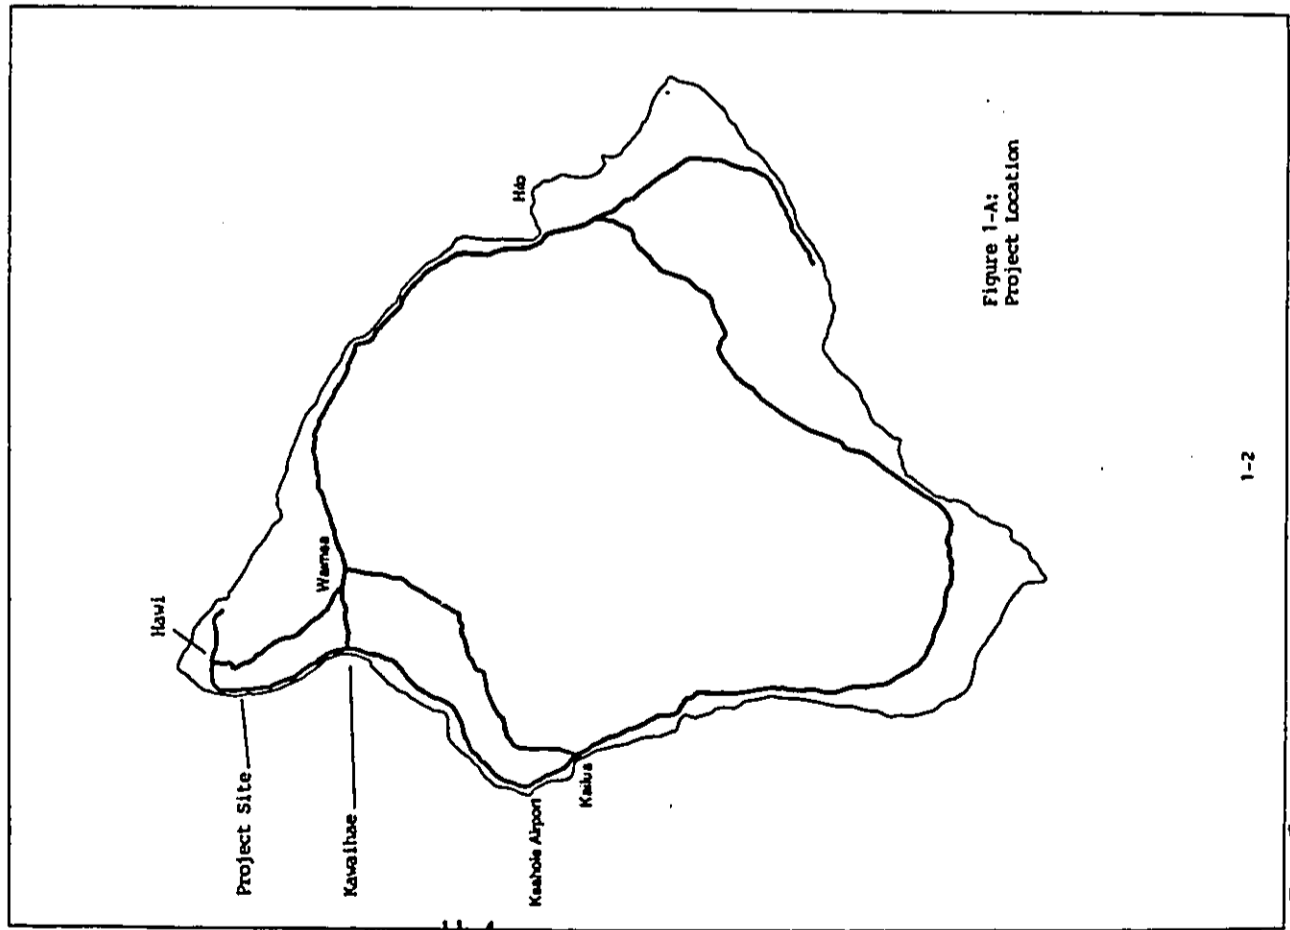 Hawi
Project Site
Kawaihae
Waimea
Hilo
Keahole Airport
Kailua
Figure 1-A:
Project Location
1-2